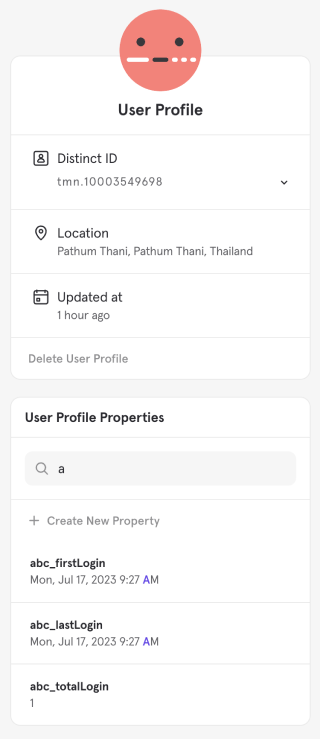 User Profile
Distinct ID
tmn.10003549698
Location
Pathum Thani, Pathum Thani, Thailand
Updated at
1 hour ago
Delete User Profile
User Profile Properties
a
Create New Property
abc_firstLogin
Mon, Jul 17, 2023 9:27 AM
abc_lastLogin
Mon, Jul 17, 2023 9:27 AM
abc_totalLogin
1